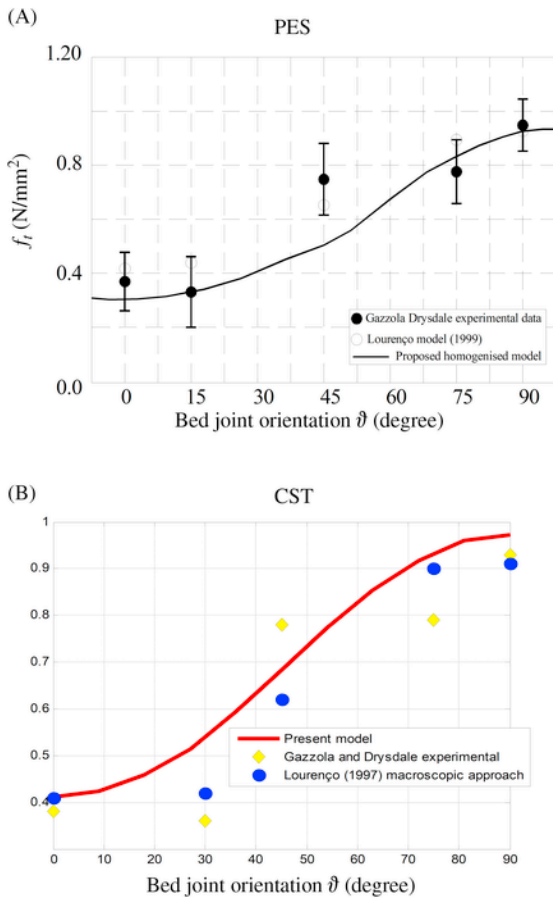 (A)
PES
1.20
0.8
0.4
0.0
f_t (N/mm²)
Gazzola Drysdale experimental data
Lourenço model (1999)
Proposed homogenised model
0 15 30 45 60 75 90
Bed joint orientation ϑ (degree)
(B)
CST
1
0.9
0.8
0.7
0.6
0.5
0.4
Present model
Gazzola and Drysdale experimental
Lourenço (1997) macroscopic approach
0 10 20 30 40 50 60 70 80 90
Bed joint orientation ϑ (degree)